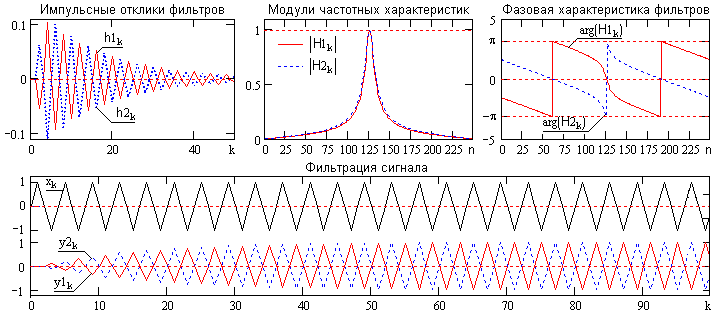 Импульсные отклики фильтров
0.1
0
-0.1
h1k
h2k
0
20
40
k
Модули частотных характеристик
1
0.5
0
|H1k|
|H2k|
0 25 50 75 100 125 150 175 200 225 n
Фазовая характеристика фильтров
5
π
0
-π
-5
arg(H1k)
arg(H2k)
0 25 50 75 100 125 150 175 200 225 n
Фильтрация сигнала
1
0
-1
xk
1
0
-1
y2k
y1k
0 10 20 30 40 50 60 70 80 90 k